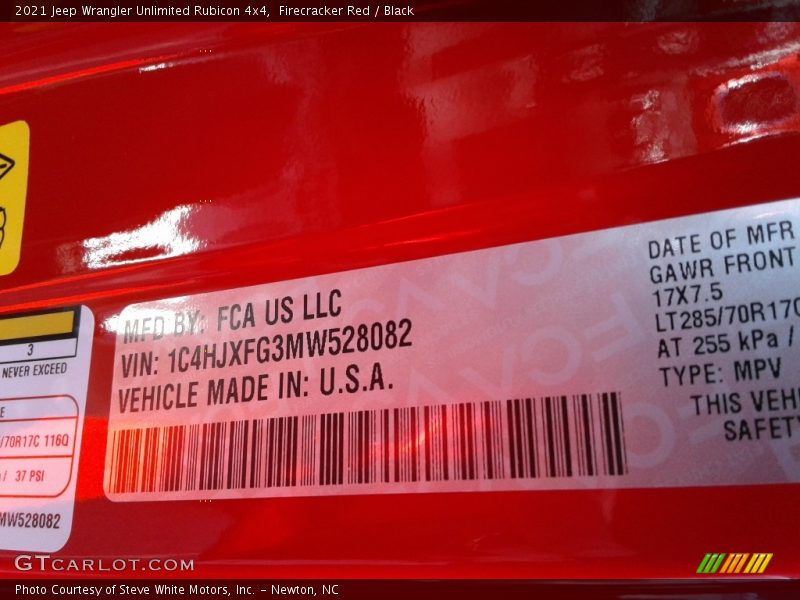 2021 Jeep Wrangler Unlimited Rubicon 4x4, Firecracker Red / Black
MFD BY: FCA US LLC
VIN: 1C4HJXFG3MW528082
VEHICLE MADE IN: U.S.A.
DATE OF MFR
GAWR FRONT
17X7.5
LT285/70R17C
AT 255 kPa /
TYPE: MPV
THIS VEHI
SAFETY
3
NEVER EXCEED
E
/70R17C 116Q
/ 37 PSI
MW528082
GTCARLOT.COM
Photo Courtesy of Steve White Motors, Inc. – Newton, NC